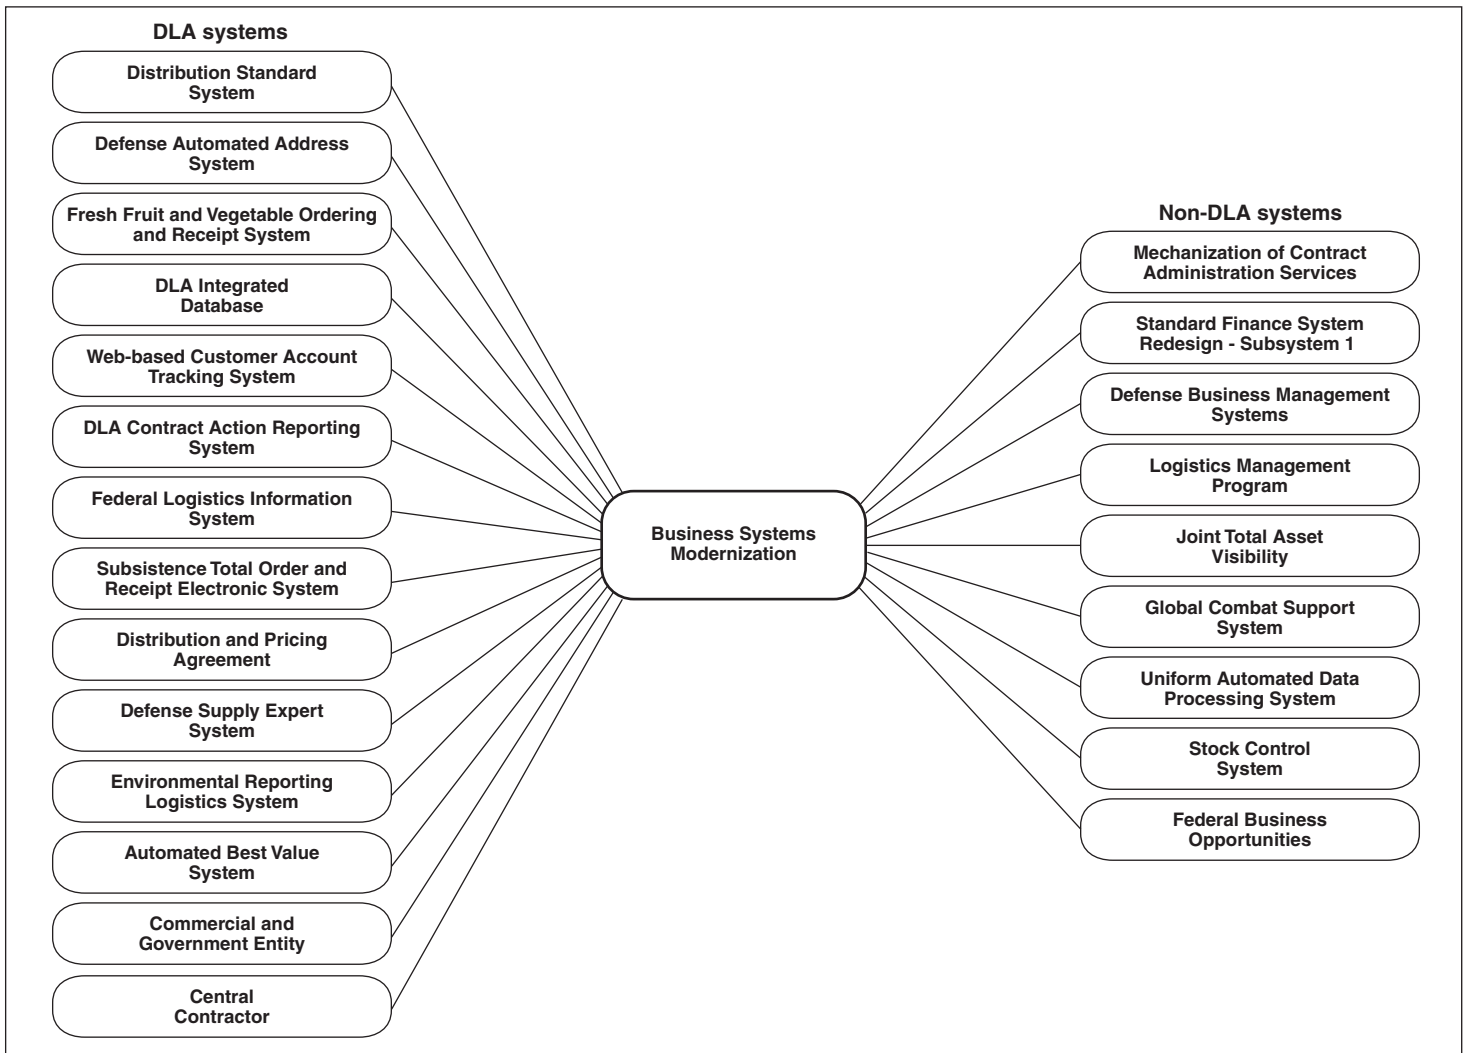 DLA systems
Distribution Standard
System
Defense Automated Address
System
Fresh Fruit and Vegetable Ordering
and Receipt System
DLA Integrated
Database
Web-based Customer Account
Tracking System
DLA Contract Action Reporting
System
Federal Logistics Information
System
Subsistence Total Order and
Receipt Electronic System
Distribution and Pricing
Agreement
Defense Supply Expert
System
Environmental Reporting
Logistics System
Automated Best Value
System
Commercial and
Government Entity
Central
Contractor
Business Systems
Modernization
Non-DLA systems
Mechanization of Contract
Administration Services
Standard Finance System
Redesign - Subsystem 1
Defense Business Management
Systems
Logistics Management
Program
Joint Total Asset
Visibility
Global Combat Support
System
Uniform Automated Data
Processing System
Stock Control
System
Federal Business
Opportunities